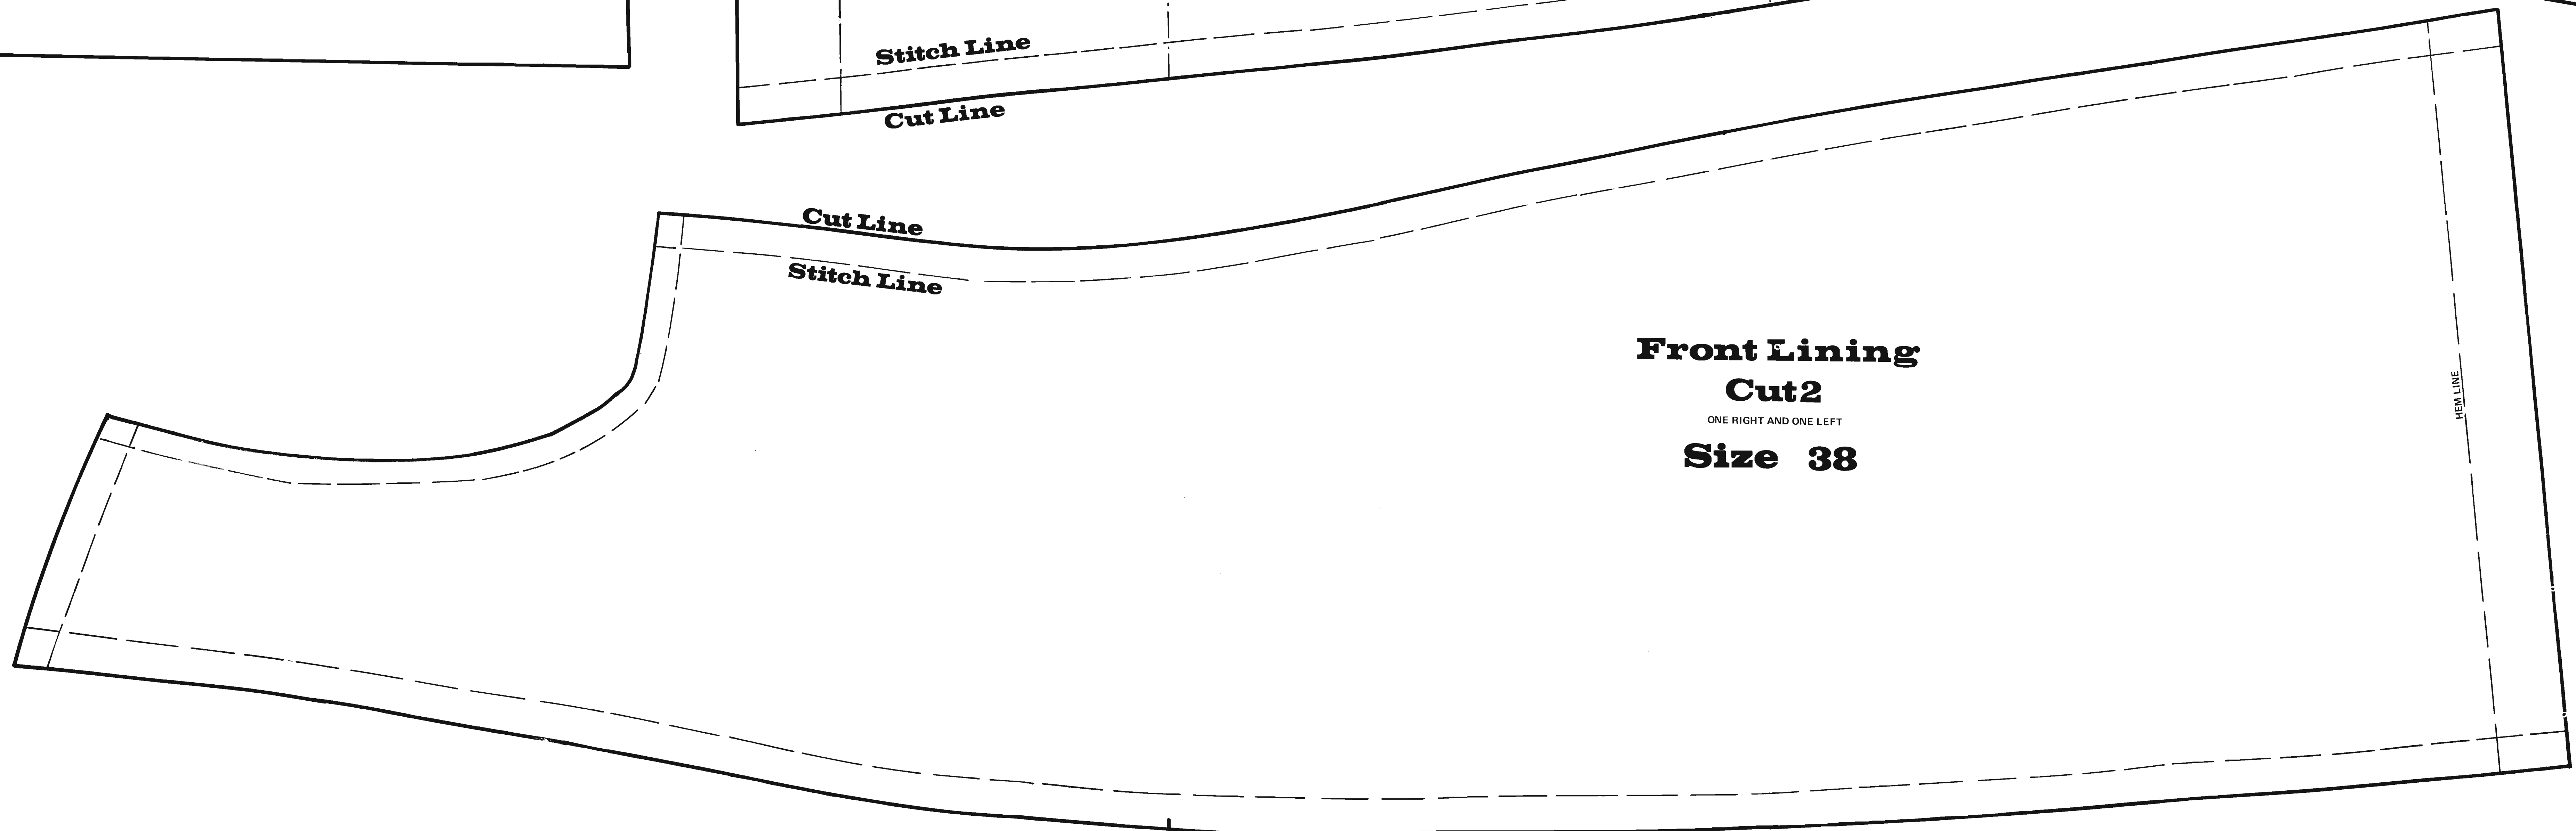 Stitch Line
Cut Line
Cut Line
Stitch Line
Front Lining
Cut2
ONE RIGHT AND ONE LEFT
Size 38
HEM LINE